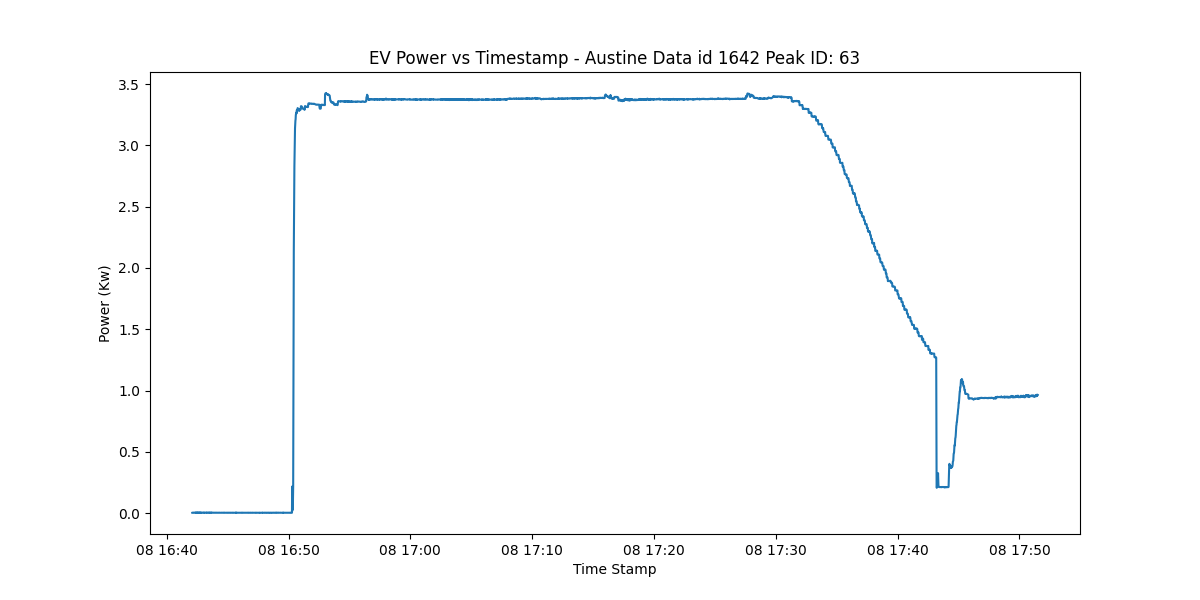 EV Power vs Timestamp - Austine Data id 1642 Peak ID: 63
3.5
3.0
2.5
2.0
1.5
1.0
0.5
0.0
Power (Kw)
08 16:40 08 16:50 08 17:00 08 17:10 08 17:20 08 17:30 08 17:40 08 17:50
Time Stamp